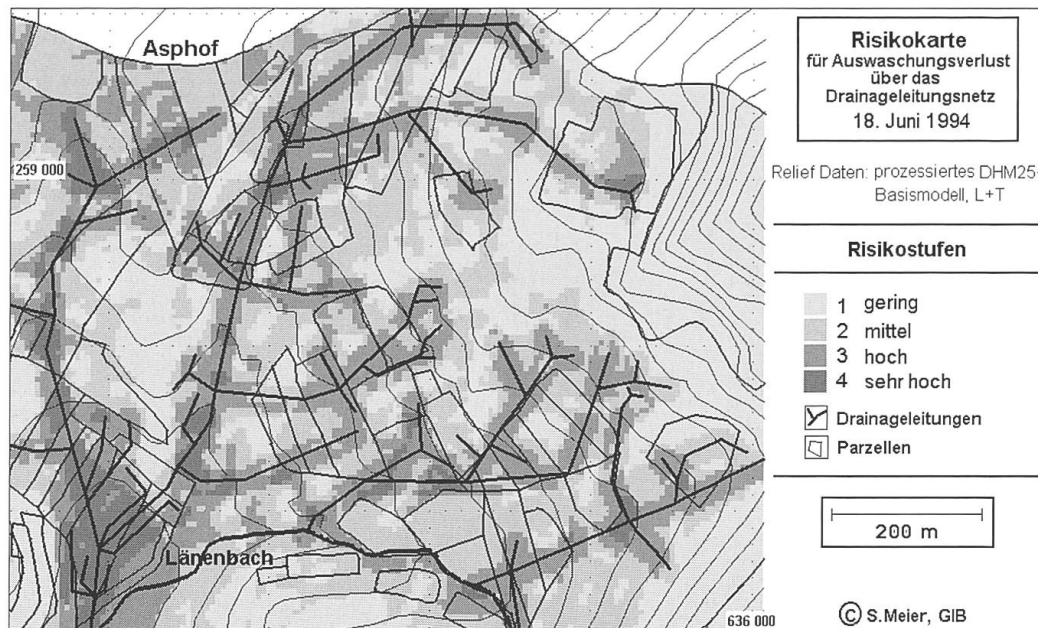 Asphof
259 000
Länenbach
636 000
Risikokarte
für Auswaschungsverlust
über das
Drainageleitungsnetz
18. Juni 1994
Relief Daten: prozessiertes DHM25-
Basismodell, L+T
Risikostufen
1 gering
2 mittel
3 hoch
4 sehr hoch
Drainageleitungen
Parzellen
200 m
© S.Meier, GIB